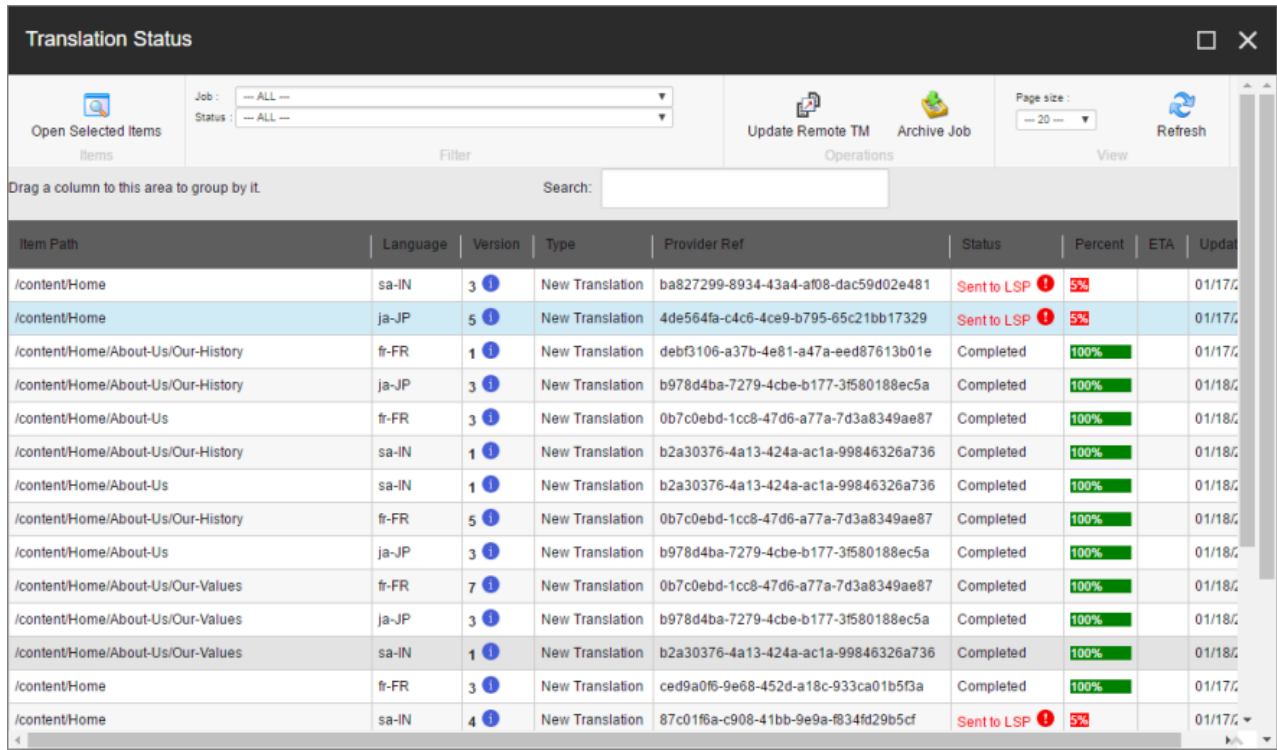 Translation Status
Open Selected Items
Items
Job : --- ALL ---
Status : --- ALL ---
Filter
Update Remote TM
Archive Job
Operations
Page size :
--- 20 ---
Refresh
View
Drag a column to this area to group by it.
Search:
Item Path Language Version Type Provider Ref Status Percent ETA Updat
/content/Home sa-IN 3 New Translation ba827299-8934-43a4-af08-dac59d02e481 Sent to LSP 5% 01/17/2
/content/Home ja-JP 5 New Translation 4de564fa-c4c6-4ce9-b795-65c21bb17329 Sent to LSP 5% 01/17/2
/content/Home/About-Us/Our-History fr-FR 1 New Translation debf3106-a37b-4e81-a47a-eed87613b01e Completed 100% 01/17/2
/content/Home/About-Us/Our-History ja-JP 3 New Translation b978d4ba-7279-4cbe-b177-3f580188ec5a Completed 100% 01/18/2
/content/Home/About-Us fr-FR 3 New Translation 0b7c0ebd-1cc8-47d6-a77a-7d3a8349ae87 Completed 100% 01/18/2
/content/Home/About-Us/Our-History sa-IN 1 New Translation b2a30376-4a13-424a-ac1a-99846326a736 Completed 100% 01/18/2
/content/Home/About-Us sa-IN 1 New Translation b2a30376-4a13-424a-ac1a-99846326a736 Completed 100% 01/18/2
/content/Home/About-Us/Our-History fr-FR 5 New Translation 0b7c0ebd-1cc8-47d6-a77a-7d3a8349ae87 Completed 100% 01/18/2
/content/Home/About-Us ja-JP 3 New Translation b978d4ba-7279-4cbe-b177-3f580188ec5a Completed 100% 01/18/2
/content/Home/About-Us/Our-Values fr-FR 7 New Translation 0b7c0ebd-1cc8-47d6-a77a-7d3a8349ae87 Completed 100% 01/18/2
/content/Home/About-Us/Our-Values ja-JP 3 New Translation b978d4ba-7279-4cbe-b177-3f580188ec5a Completed 100% 01/18/2
/content/Home/About-Us/Our-Values sa-IN 1 New Translation b2a30376-4a13-424a-ac1a-99846326a736 Completed 100% 01/18/2
/content/Home fr-FR 3 New Translation ced9a0f6-9e68-452d-a18c-933ca01b5f3a Completed 100% 01/17/2
/content/Home sa-IN 4 New Translation 87c01f6a-c908-41bb-9e9a-f834fd29b5cf Sent to LSP 5% 01/17/2